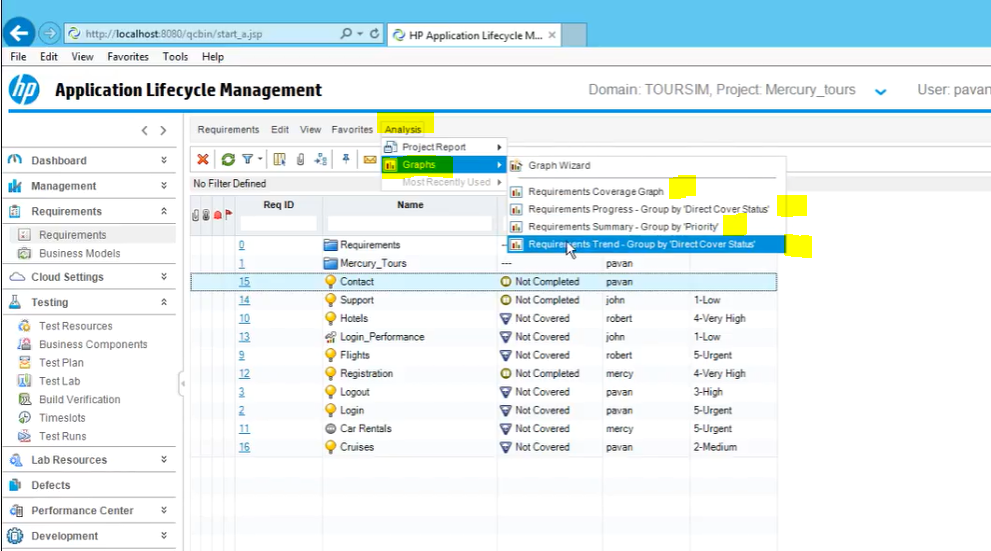 http://localhost:8080/qcbin/start_a.jsp
HP Application Lifecycle M...
File Edit View Favorites Tools Help
hp Application Lifecycle Management
Domain: TOURSIM, Project: Mercury_tours
User: pavan
Requirements Edit View Favorites Analysis
Project Report
Graphs
Most Recently Used
Graph Wizard
Requirements Coverage Graph
Requirements Progress - Group by 'Direct Cover Status'
Requirements Summary - Group by 'Priority'
Requirements Trend - Group by 'Direct Cover Status'
Dashboard
Management
Requirements
Requirements
Business Models
Cloud Settings
Testing
Test Resources
Business Components
Test Plan
Test Lab
Build Verification
Timeslots
Test Runs
Lab Resources
Defects
Performance Center
Development
No Filter Defined
Req ID Name
0 Requirements ---
1 Mercury_Tours --- pavan
15 Contact Not Completed pavan
14 Support Not Completed john 1-Low
10 Hotels Not Covered robert 4-Very High
13 Login_Performance Not Covered john 1-Low
9 Flights Not Covered robert 5-Urgent
12 Registration Not Completed mercy 4-Very High
3 Logout Not Covered pavan 3-High
2 Login Not Covered pavan 5-Urgent
11 Car Rentals Not Covered mercy 5-Urgent
16 Cruises Not Covered pavan 2-Medium